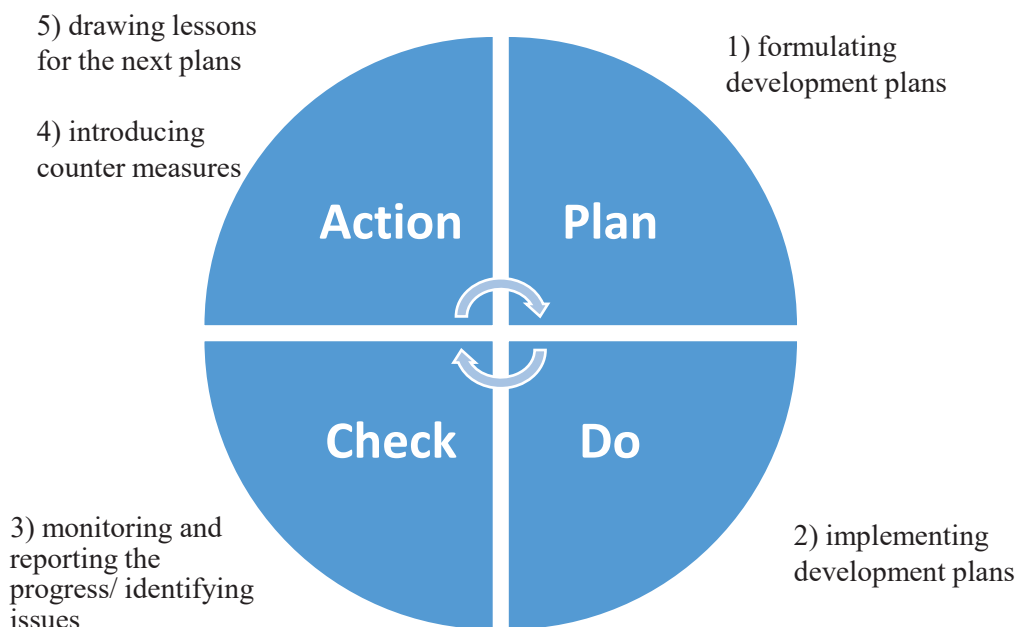 5) drawing lessons
for the next plans
1) formulating
development plans
4) introducing
counter measures
Action
Plan
Check
Do
3) monitoring and
reporting the
progress/ identifying
issues
2) implementing
development plans